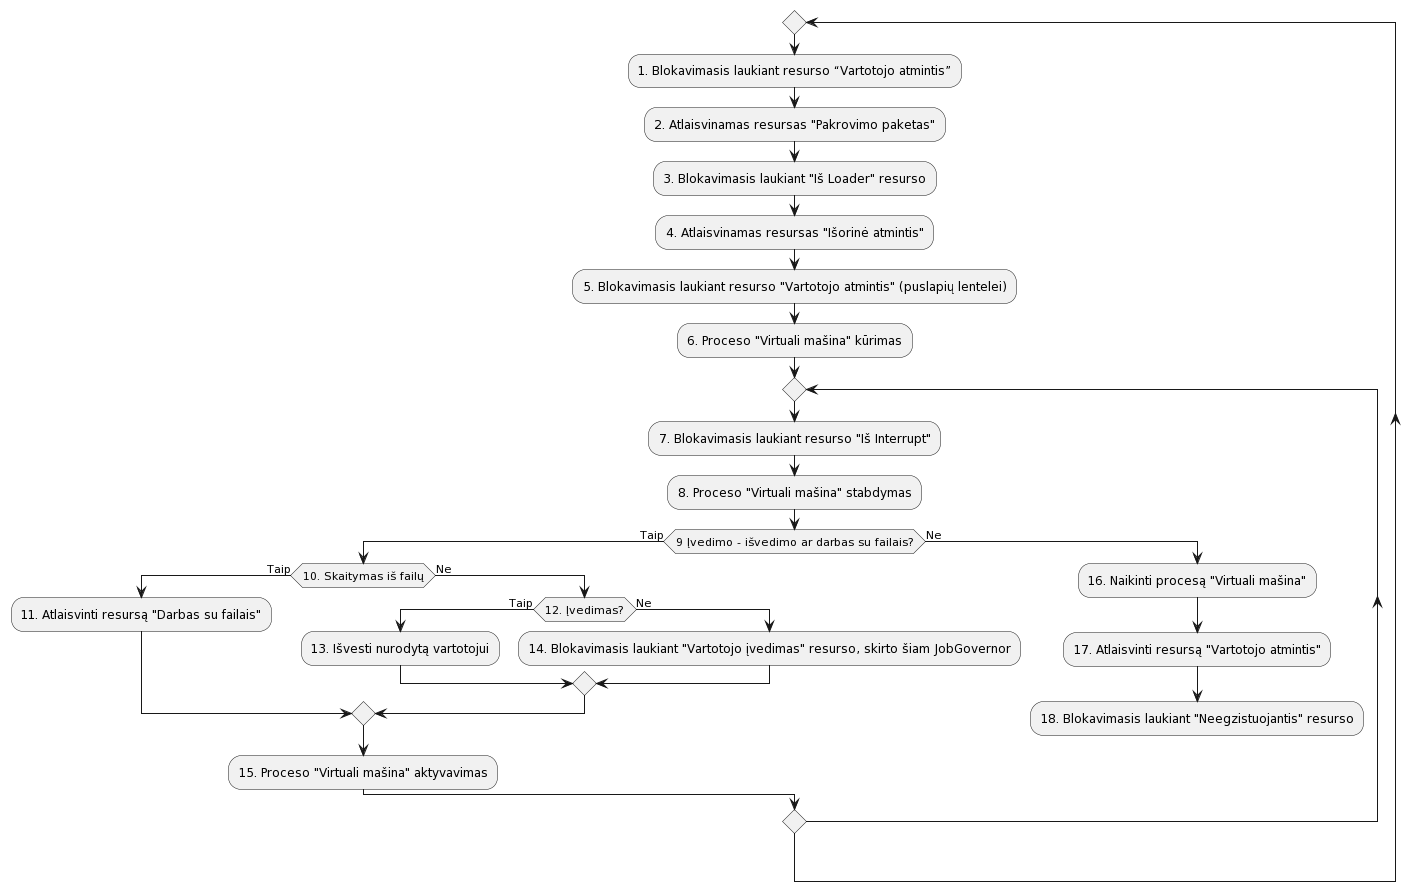 1. Blokavimasis laukiant resurso “Vartotojo atmintis”
2. Atlaisvinamas resursas "Pakrovimo paketas"
3. Blokavimasis laukiant "Iš Loader" resurso
4. Atlaisvinamas resursas "Išorinė atmintis"
5. Blokavimasis laukiant resurso "Vartotojo atmintis" (puslapių lentelei)
6. Proceso "Virtuali mašina" kūrimas
7. Blokavimasis laukiant resurso "Iš Interrupt"
8. Proceso "Virtuali mašina" stabdymas
Taip
9 Įvedimo - išvedimo ar darbas su failais?
Ne
Taip
10. Skaitymas iš failų
Ne
11. Atlaisvinti resursą "Darbas su failais"
Taip
12. Įvedimas?
Ne
13. Išvesti nurodytą vartotojui
14. Blokavimasis laukiant "Vartotojo įvedimas" resurso, skirto šiam JobGovernor
15. Proceso "Virtuali mašina" aktyvavimas
16. Naikinti procesą "Virtuali mašina"
17. Atlaisvinti resursą "Vartotojo atmintis"
18. Blokavimasis laukiant "Neegzistuojantis" resurso